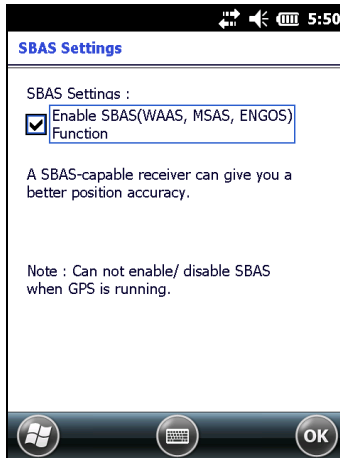 5:50
SBAS Settings
SBAS Settings :
Enable SBAS(WAAS, MSAS, ENGOS)
Function
A SBAS-capable receiver can give you a
better position accuracy.
Note : Can not enable/ disable SBAS
when GPS is running.
OK